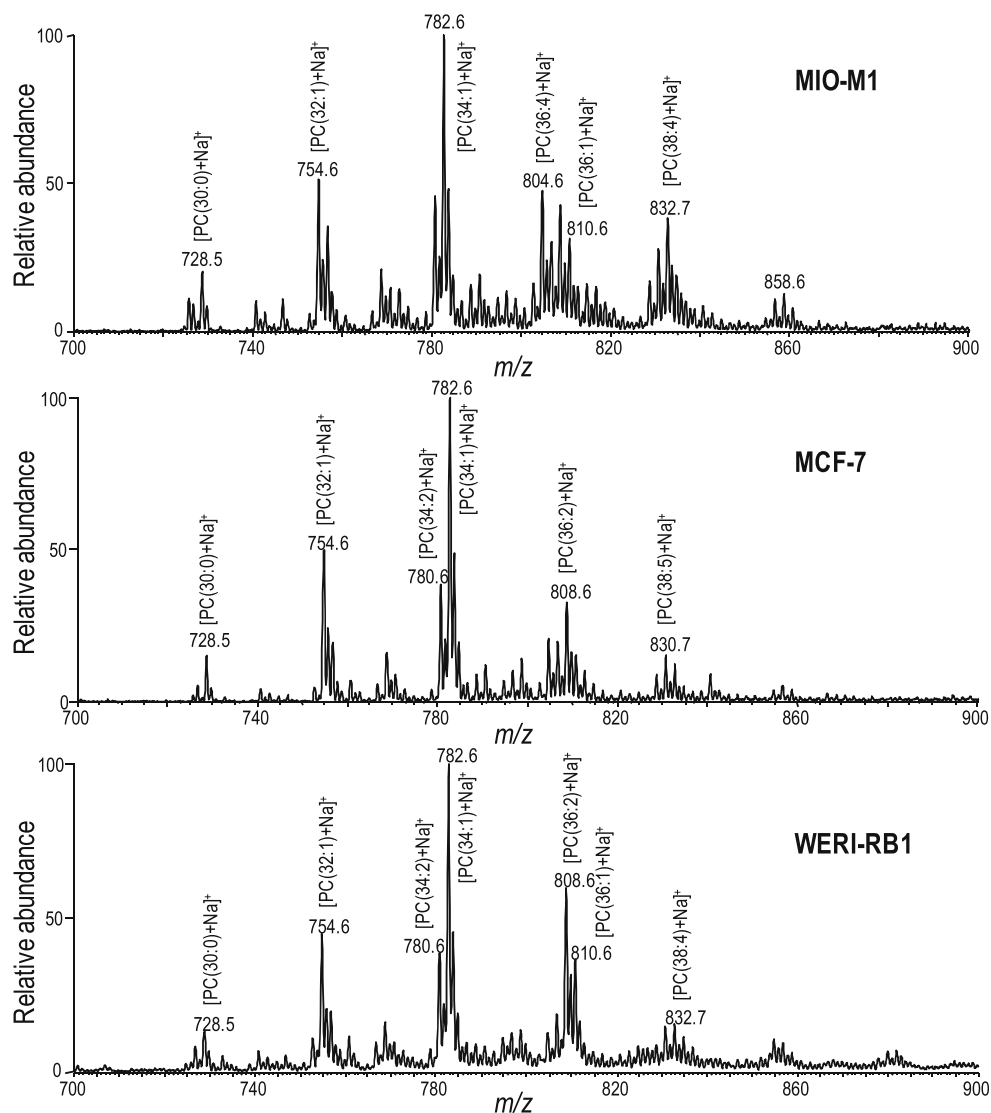 782.6
100
[PC(32:1)+Na]⁺
[PC(34:1)+Na]⁺
[PC(36:4)+Na]⁺
[PC(36:1)+Na]⁺
[PC(38:4)+Na]⁺
MIO-M1
[PC(30:0)+Na]⁺
754.6
804.6
810.6
832.7
728.5
858.6
Relative abundance
50
0
700 740 780 820 860 900
m/z
782.6
100
[PC(32:1)+Na]⁺
[PC(34:2)+Na]⁺
[PC(34:1)+Na]⁺
[PC(36:2)+Na]⁺
[PC(38:5)+Na]⁺
MCF-7
[PC(30:0)+Na]⁺
754.6
780.6
808.6
830.7
728.5
Relative abundance
50
0
700 740 780 820 860 900
m/z
782.6
100
[PC(32:1)+Na]⁺
[PC(34:2)+Na]⁺
[PC(34:1)+Na]⁺
[PC(36:2)+Na]⁺
[PC(36:1)+Na]⁺
[PC(38:4)+Na]⁺
WERI-RB1
[PC(30:0)+Na]⁺
754.6
780.6
808.6
810.6
832.7
728.5
Relative abundance
50
0
700 740 780 820 860 900
m/z